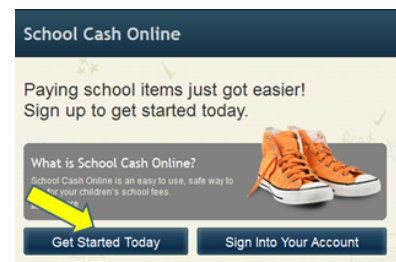 School Cash Online
Paying school items just got easier!
Sign up to get started today.
What is School Cash Online?
School Cash Online is an easy to use, safe way to
for your children's school fees.
Get Started Today
Sign Into Your Account